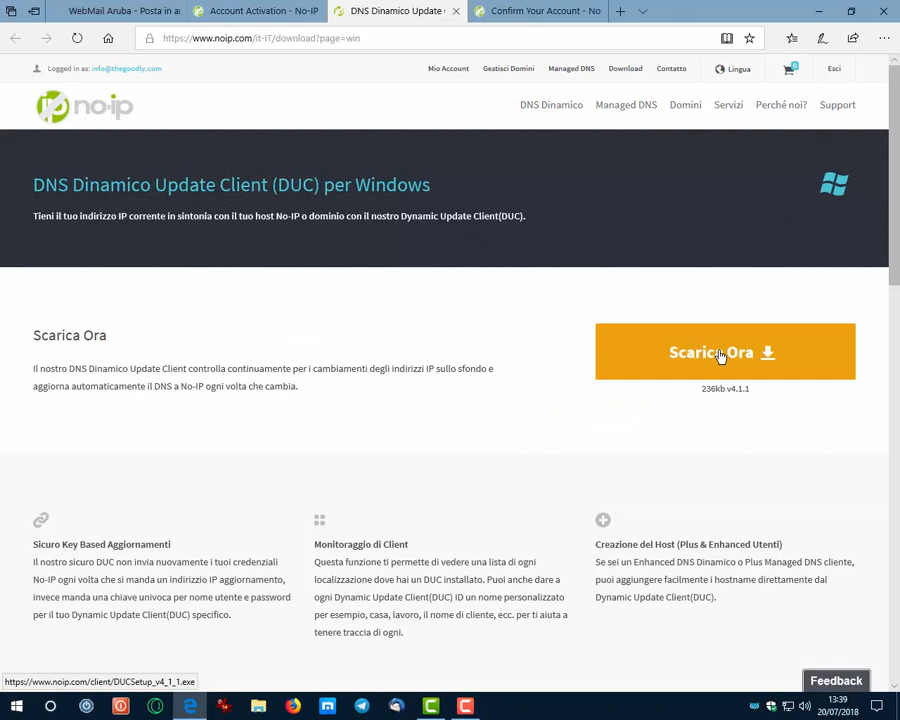 WebMail Aruba - Posta in ar
Account Activation - No-IP
DNS Dinamico Update
Confirm Your Account - No
https://www.noip.com/it-IT/download?page=win
Logged in as: info@thegoodly.com
Mio Account
Gestisci Domini
Managed DNS
Download
Contatto
Lingua
0
Esci
no-ip
DNS Dinamico
Managed DNS
Domini
Servizi
Perché noi?
Support
DNS Dinamico Update Client (DUC) per Windows
Tieni il tuo indirizzo IP corrente in sintonia con il tuo host No-IP o dominio con il nostro Dynamic Update Client(DUC).
Scarica Ora
Il nostro DNS Dinamico Update Client controlla continuamente per i cambiamenti degli indirizzi IP sullo sfondo e
aggiorna automaticamente il DNS a No-IP ogni volta che cambia.
Scarica Ora
236kb v4.1.1
Sicuro Key Based Aggiornamenti
Il nostro sicuro DUC non invia nuovamente i tuoi credenziali
No-IP ogni volta che si manda un indirizzo IP aggiornamento,
invece manda una chiave univoca per nome utente e password
per il tuo Dynamic Update Client(DUC) specifico.
Monitoraggio di Client
Questa funzione ti permette di vedere una lista di ogni
localizzazione dove hai un DUC installato. Puoi anche dare a
ogni Dynamic Update Client(DUC) ID un nome personalizzato
per esempio, casa, lavoro, il nome di cliente, ecc. per ti aiuta a
tenere traccia di ogni.
Creazione del Host (Plus & Enhanced Utenti)
Se sei un Enhanced DNS Dinamico o Plus Managed DNS cliente,
puoi aggiungere facilmente i hostname direttamente dal
Dynamic Update Client(DUC).
https://www.noip.com/client/DUCSetup_v4_1_1.exe
Feedback
13:39
20/07/2018